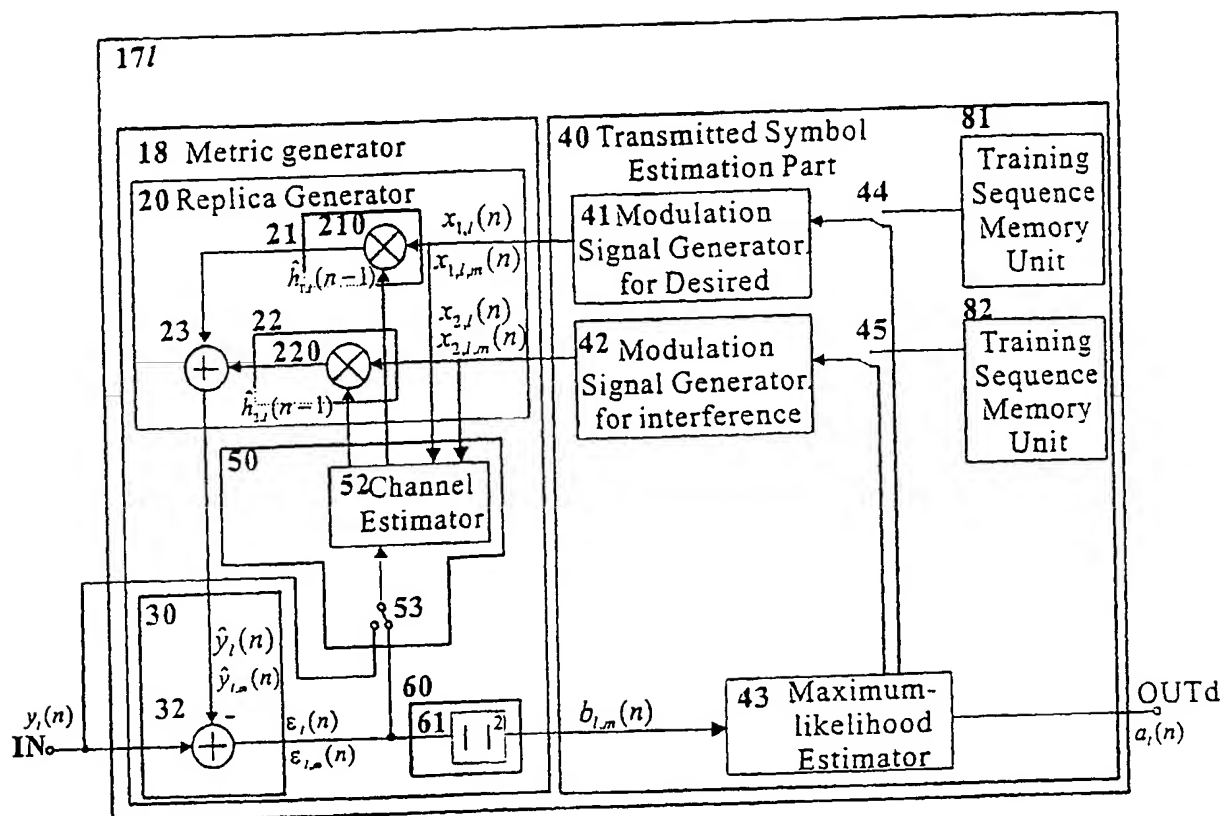 17l
18 Metric generator
20 Replica Generator
21
210
x₁,ₗ(n)
x₁,ₗ,ₘ(n)
ĥ₁,ₗ(n−1)
x₂,ₗ(n)
x₂,ₗ,ₘ(n)
23
22
220
ĥ₂,ₗ(n−1)
50
52 Channel
Estimator
53
30
ŷₗ(n)
ŷₗ,ₘ(n)
32
-
+
+
yₗ(n)
IN
εₗ(n)
εₗ,ₘ(n)
60
61
| |²
bₗ,ₘ(n)
40 Transmitted Symbol
Estimation Part
41 Modulation
Signal Generator
for Desired
44
81
Training
Sequence
Memory
Unit
42 Modulation
Signal Generator
for interference
45
82
Training
Sequence
Memory
Unit
43 Maximum-
likelihood
Estimator
OUTd
aₗ(n)